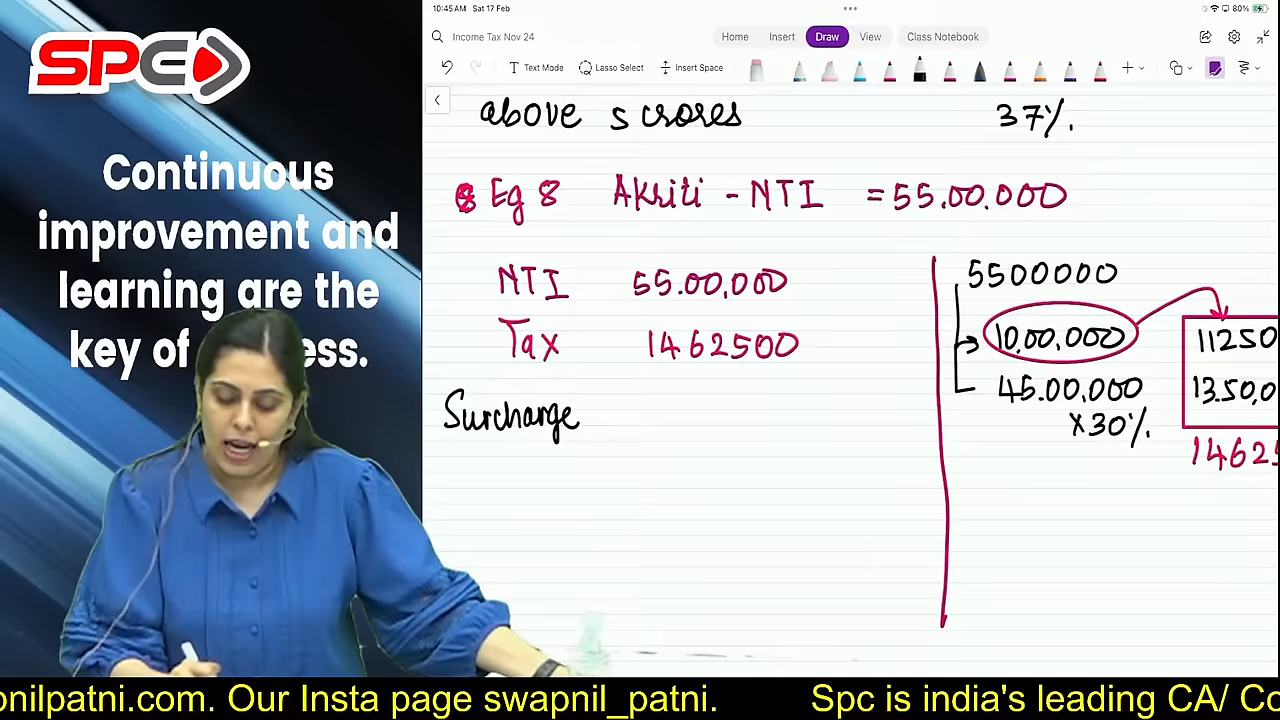 10:45 AM Sat 17 Feb
80%
Income Tax Nov 24
Home Insert Draw View Class Notebook
Text Mode Lasso Select Insert Space
SPC
Continuous
improvement and
learning are the
key of ess.
above 5 crores 37%.
Eg 8 Akriti - NTI = 55.00.000
NTI 55.00,000
Tax 1462500
Surcharge
5500000
10,00,000
45.00,000
x30%.
11250
13.50,0
14625
onilpatni.com. Our Insta page swapnil_patni. Spc is india's leading CA/ Co